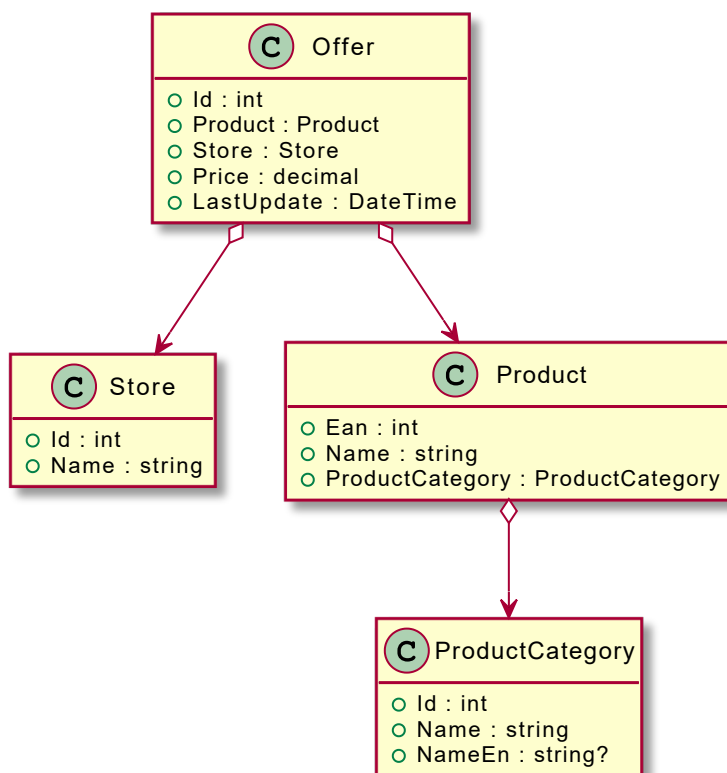 C Offer
Id : int
Product : Product
Store : Store
Price : decimal
LastUpdate : DateTime
C Store
Id : int
Name : string
C Product
Ean : int
Name : string
ProductCategory : ProductCategory
C ProductCategory
Id : int
Name : string
NameEn : string?